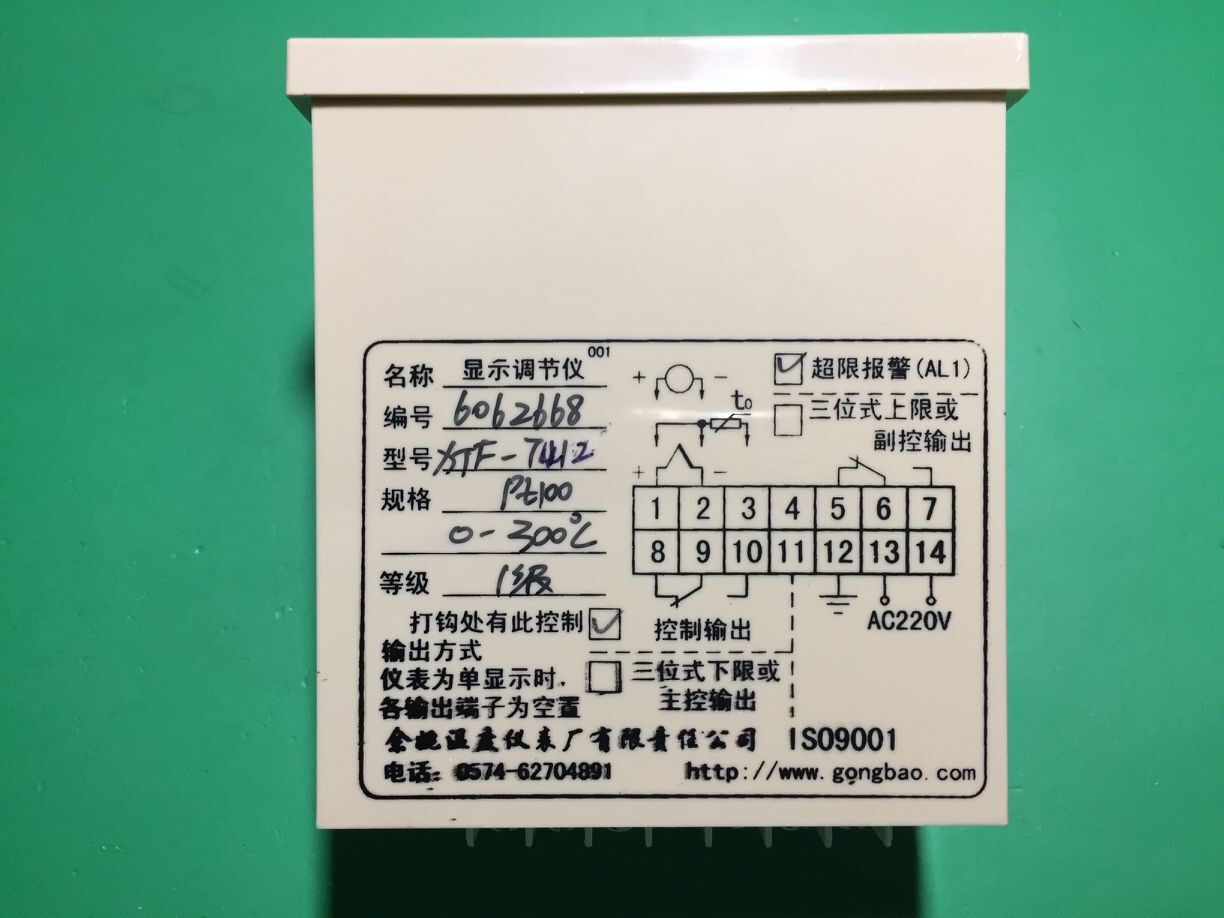 001
名称 显示调节仪
编号 6062668
型号 XTF-7412
规格 Pt100
0-300℃
等级 1级
打钩处有此控制
输出方式
仪表为单显示时，
各输出端子为空置
+ -
t0
+ -
超限报警(AL1)
三位式上限或
副控输出
1 2 3 4 5 6 7
8 9 10 11 12 13 14
AC220V
控制输出
三位式下限或
主控输出
余姚温度仪表厂有限责任公司 ISO9001
电话: 0574-62704891 http://www.gongbao.com